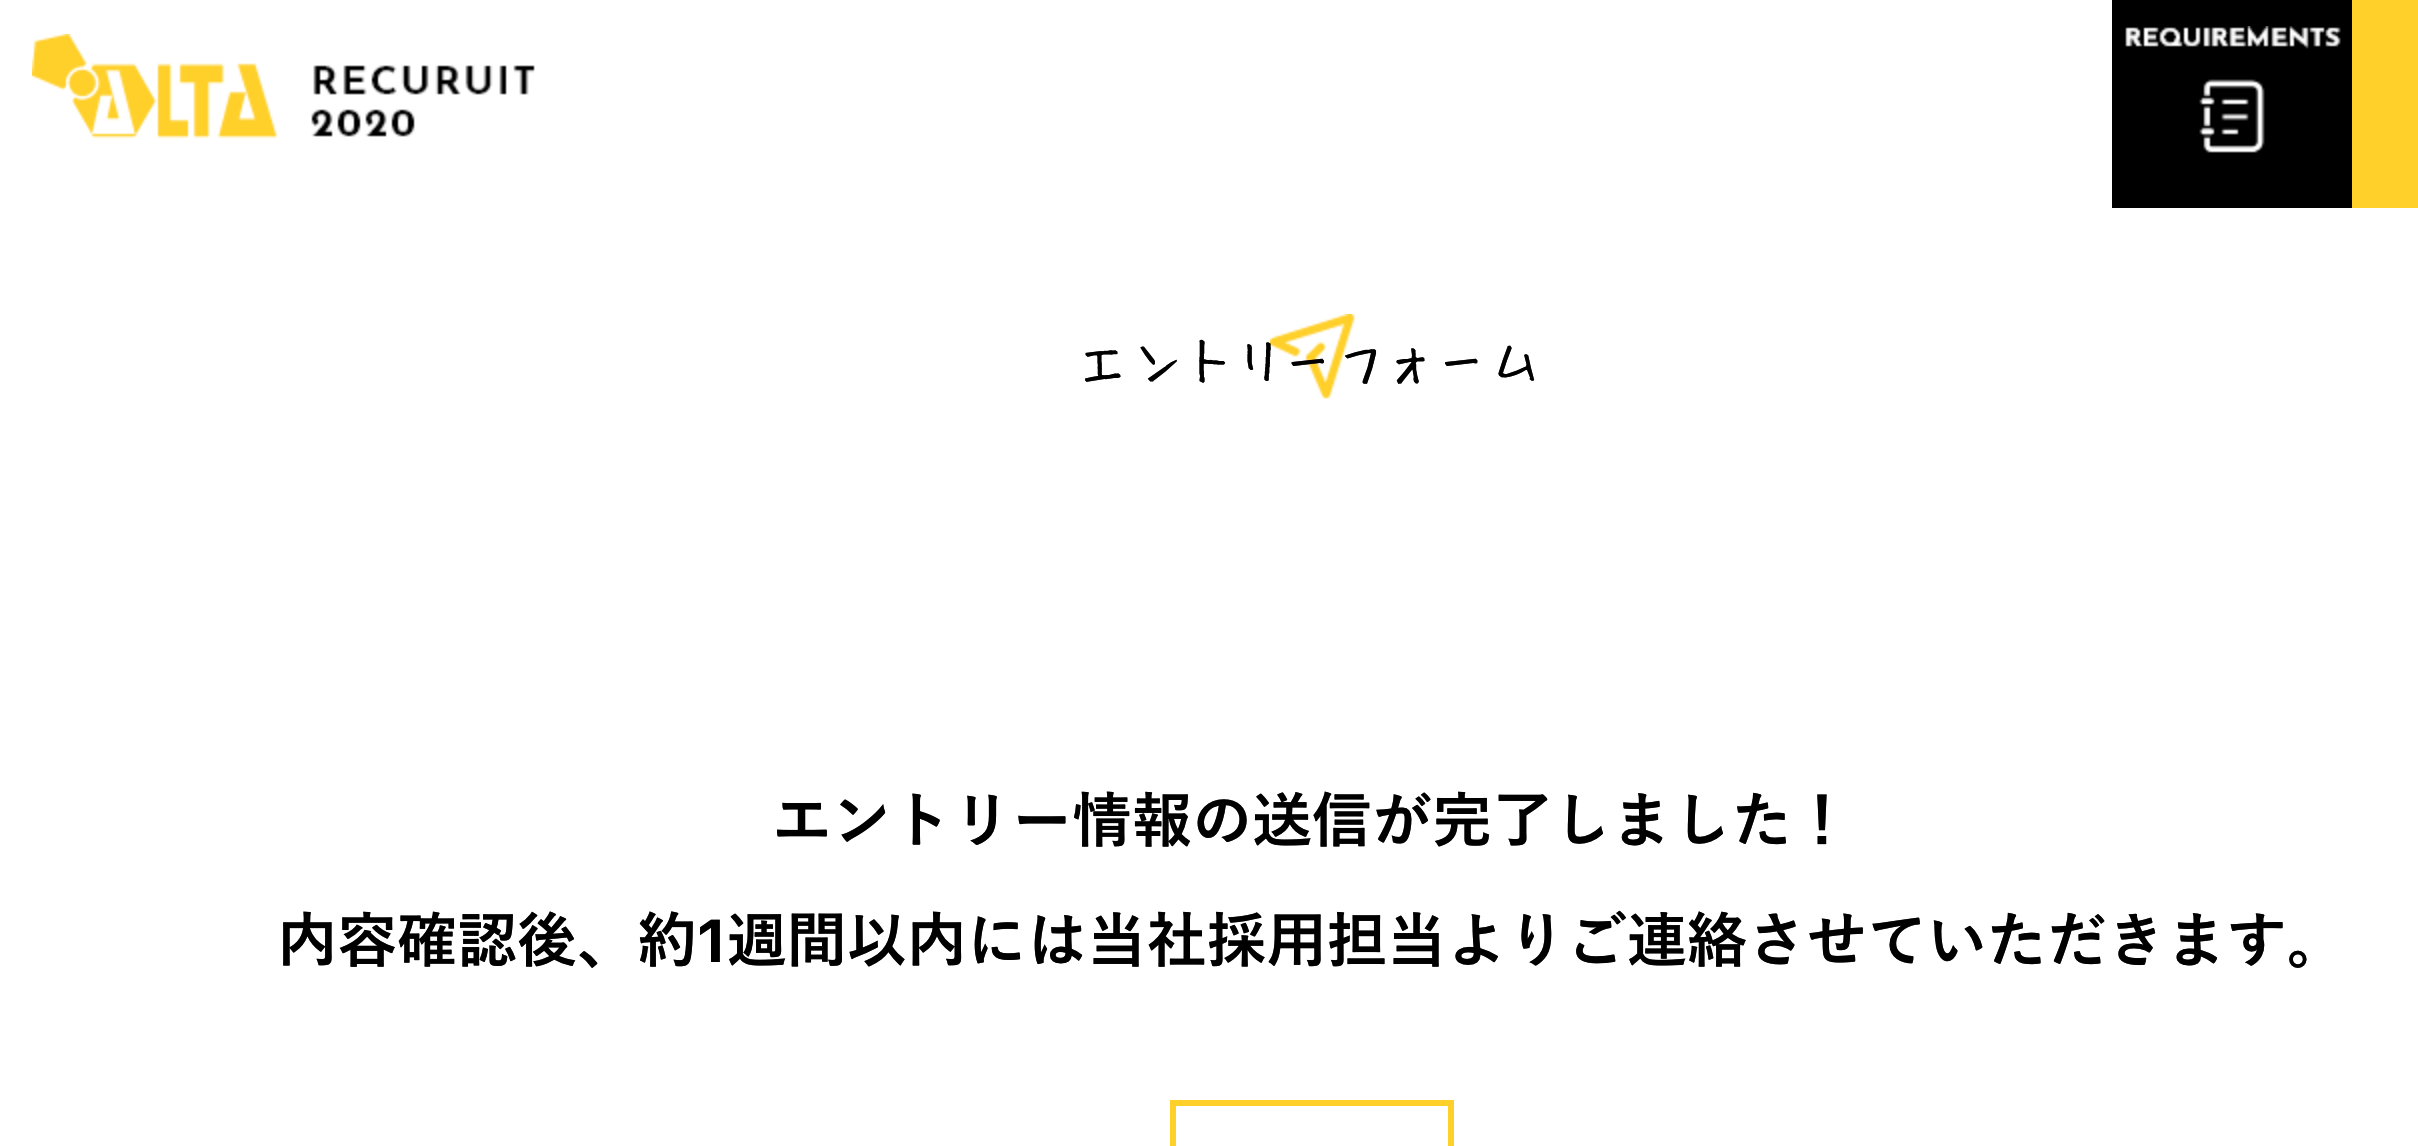 ALTA
RECURUIT
2020
REQUIREMENTS
エントリーフォーム
エントリー情報の送信が完了しました！
内容確認後、約1週間以内には当社採用担当よりご連絡させていただきます。